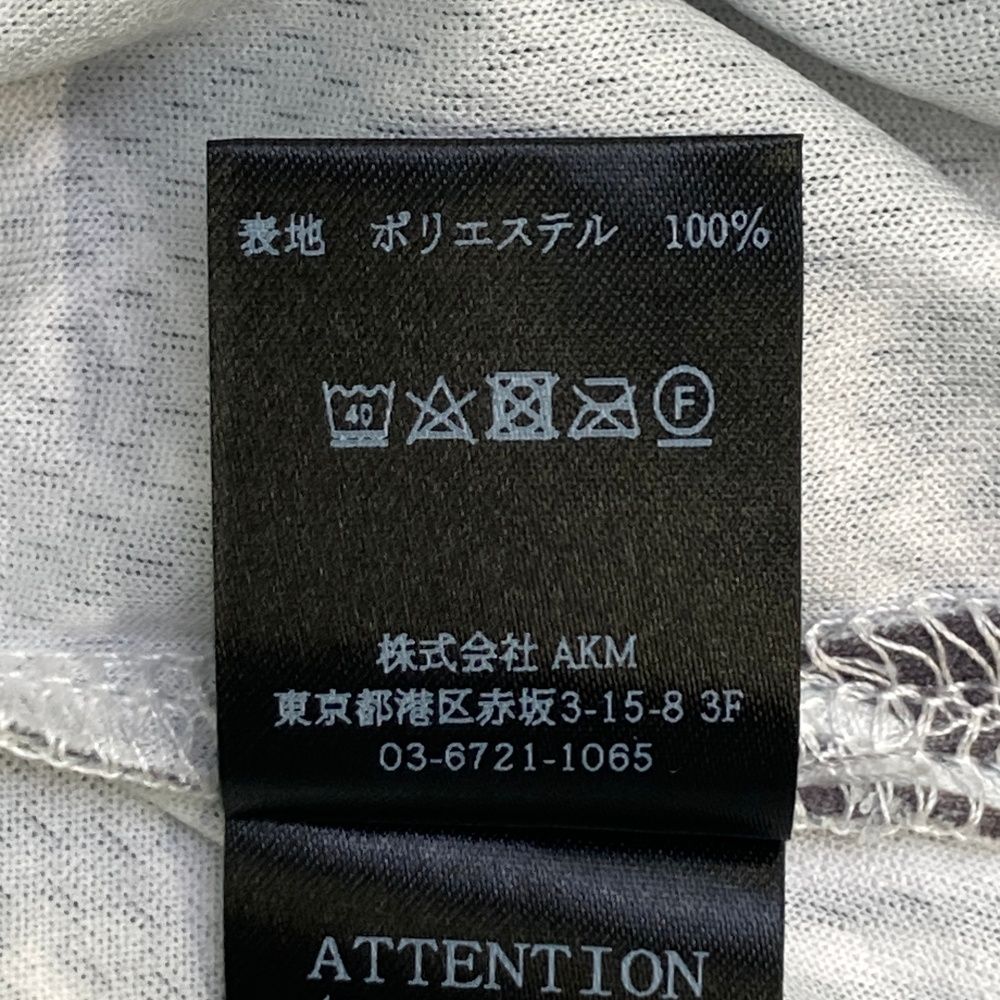 表地 ポリエステル 100%
40
F
株式会社 AKM
東京都港区赤坂3-15-8 3F
03-6721-1065
ATTENTION